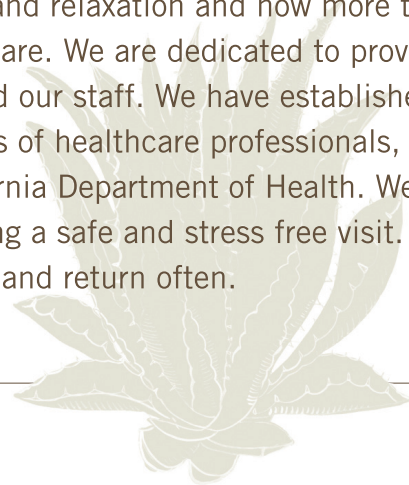 and relaxation and how more t
are. We are dedicated to prov
d our staff. We have establishe
s of healthcare professionals,
rnia Department of Health. We
ng a safe and stress free visit.
and return often.